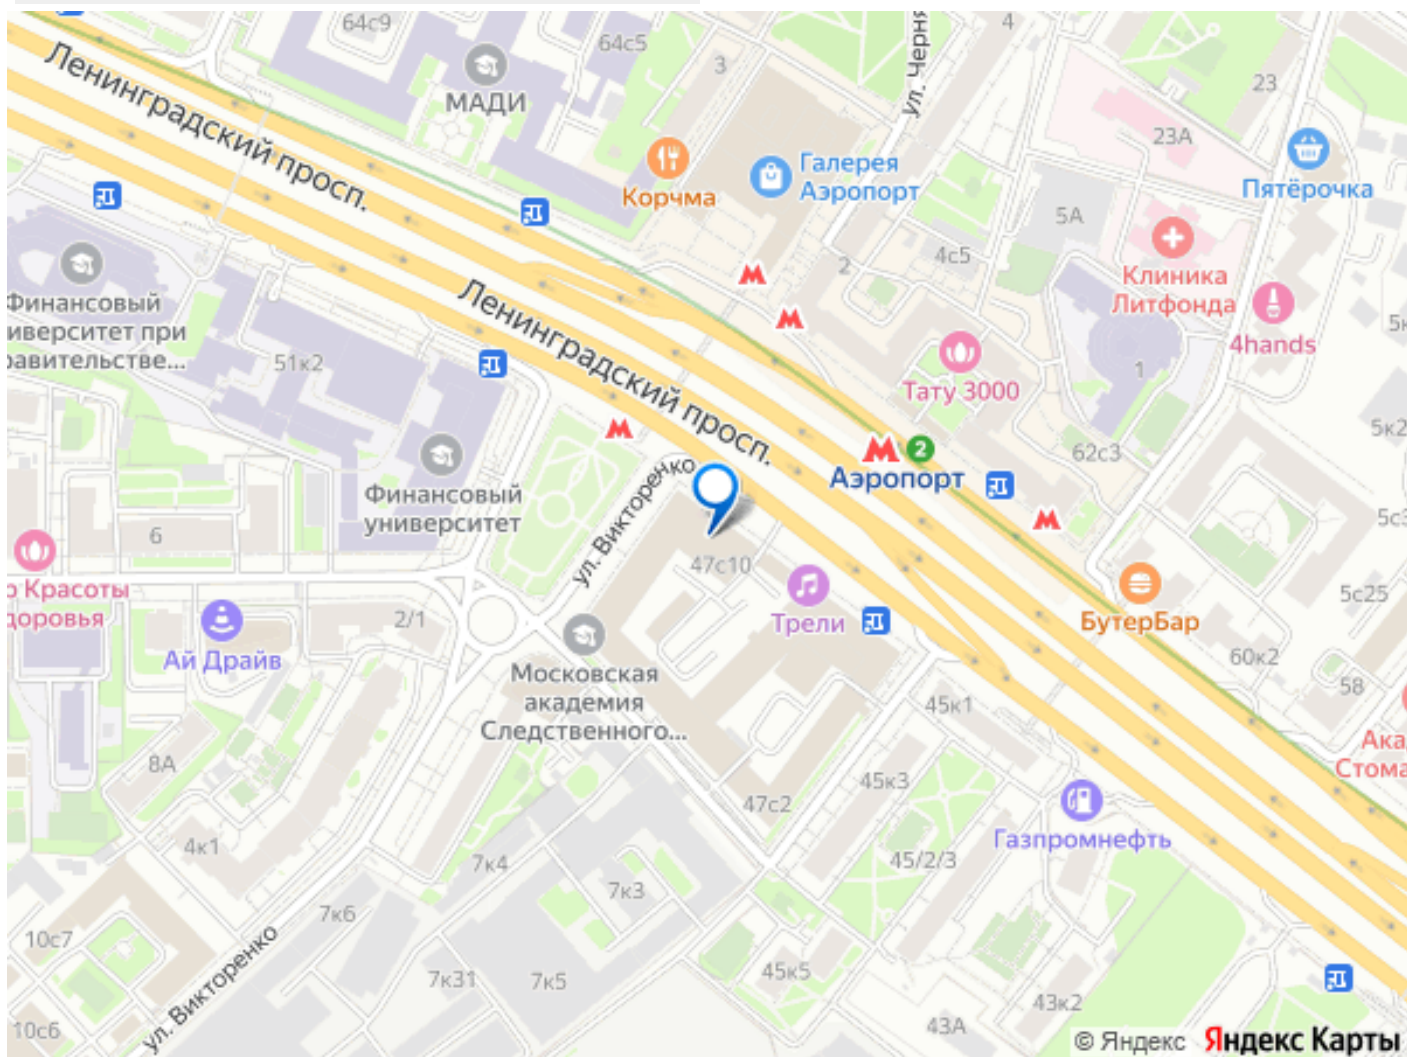 64с9
64с5
3
4
ул. Черня
23
МАДИ
Ленинградский просп.
23А
Корчма
Галерея
Аэропорт
Пятёрочка
5А
4с5
2
Клиника
Литфонда
Финансовый
иверситет при
равительстве...
51к2
Ленинградский просп.
4hands
5к
Тату 3000
1
5к2
62с3
Аэропорт
2
Финансовый
университет
ул. Викторенко
6
47с10
5с3
5с25
р Красоты
доровья
2/1
Трели
БутерБар
Ай Драйв
Московская
академия
Следственного...
60к2
58
45к1
Ака
Стома
8А
45к3
47с2
Газпромнефть
4к1
7к4
45/2/3
7к3
7к6
10с7
ул. Викторенко
7к31
7к5
45к5
43к2
10с6
43А
© Яндекс Яндекс Карты